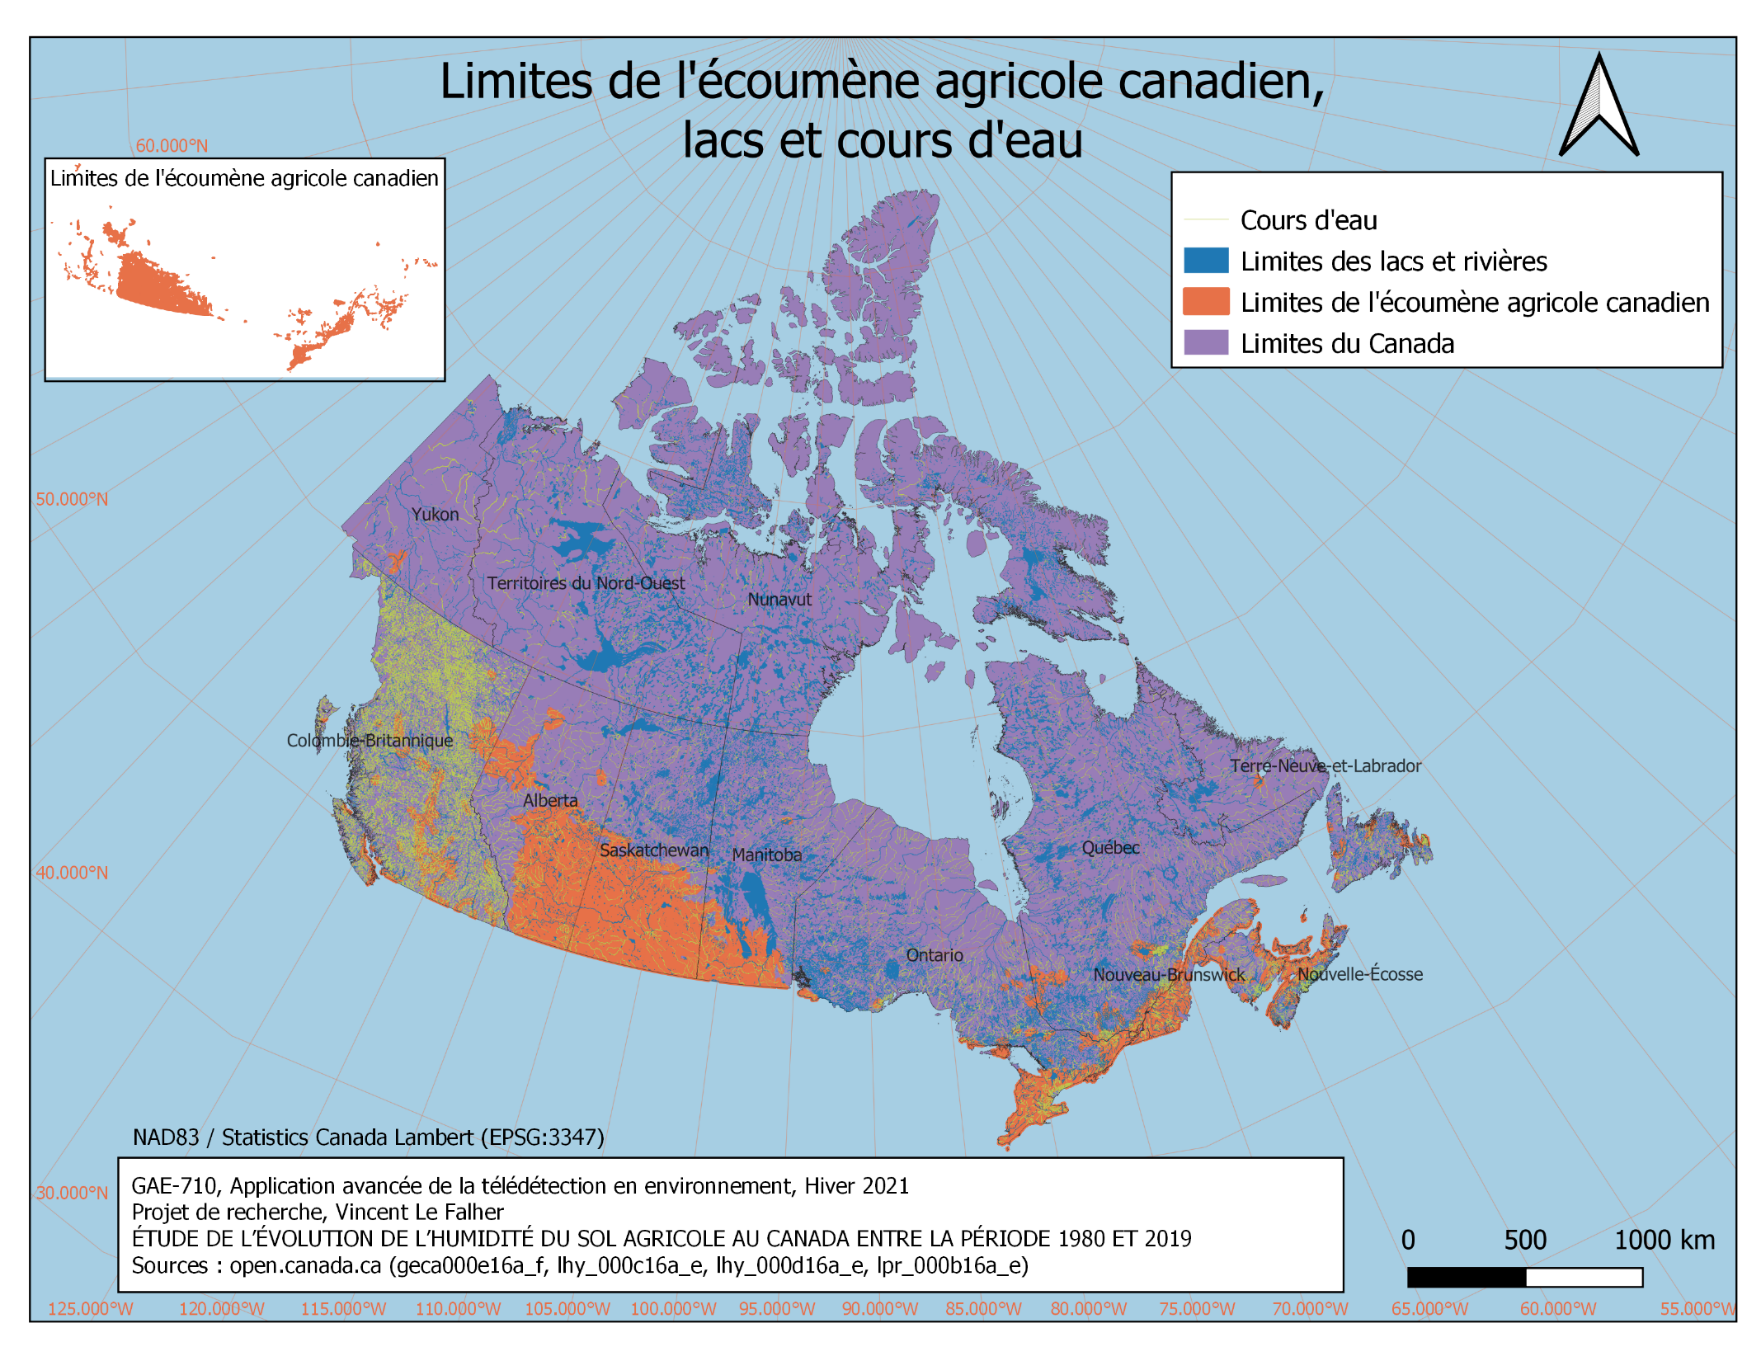 Limites de l'écoumène agricole canadien,
lacs et cours d'eau
60.000°N
Limites de l'écoumène agricole canadien
Cours d'eau
Limites des lacs et rivières
Limites de l'écoumène agricole canadien
Limites du Canada
50.000°N
Yukon
Territoires du Nord-Ouest
Nunavut
Colombie-Britannique
Terre-Neuve-et-Labrador
Alberta
Saskatchewan
Manitoba
Québec
40.000°N
Ontario
Nouveau-Brunswick
Nouvelle-Écosse
NAD83 / Statistics Canada Lambert (EPSG:3347)
GAE-710, Application avancée de la télédétection en environnement, Hiver 2021
Projet de recherche, Vincent Le Falher
ÉTUDE DE L’ÉVOLUTION DE L’HUMIDITÉ DU SOL AGRICOLE AU CANADA ENTRE LA PÉRIODE 1980 ET 2019
Sources : open.canada.ca (geca000e16a_f, lhy_000c16a_e, lhy_000d16a_e, lpr_000b16a_e)
30.000°N
0 500 1000 km
125.000°W 120.000°W 115.000°W 110.000°W 105.000°W 100.000°W 95.000°W 90.000°W 85.000°W 80.000°W 75.000°W 70.000°W 65.000°W 60.000°W 55.000°W